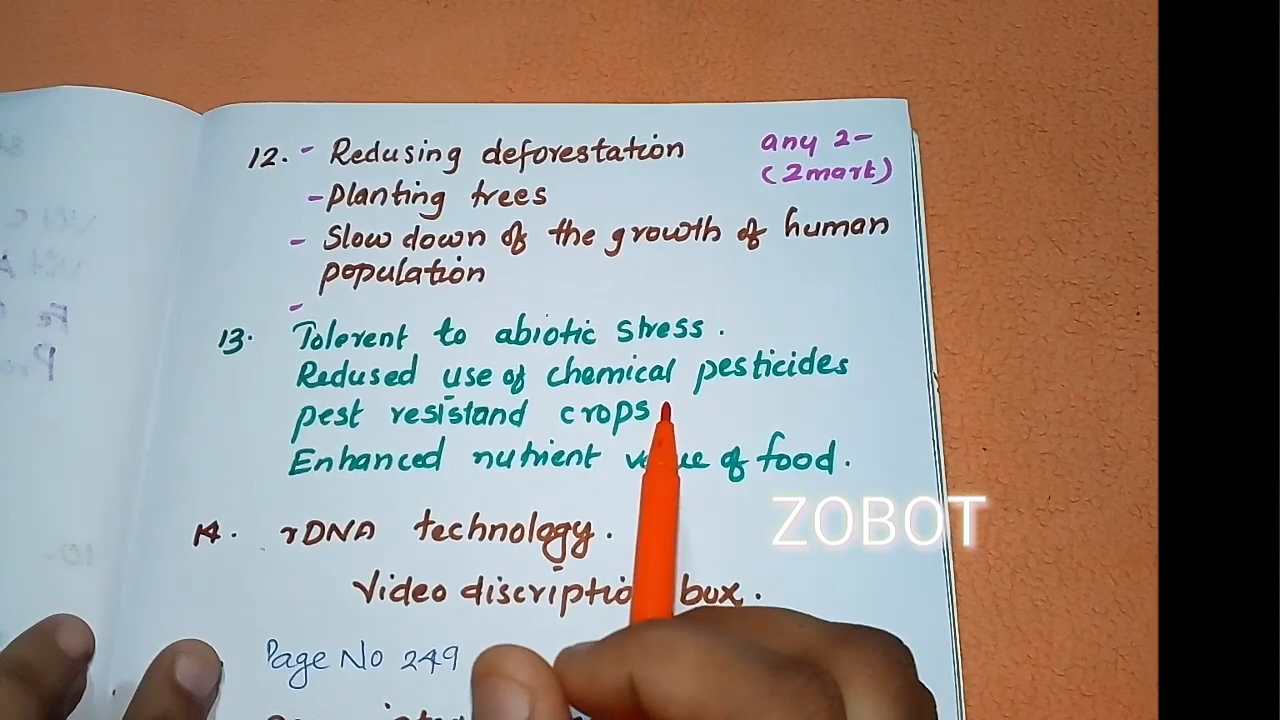 12. - Redusing deforestation any 2-
(2mart)
- Planting trees
- Slow down of the growth of human
population
-
13. Tolerent to abiotic stress.
Redused use of chemical pesticides
pest resistand crops
Enhanced nutrient of food.
14. rDNA technology.
Video discription box.
Page No 249
ZOBOT